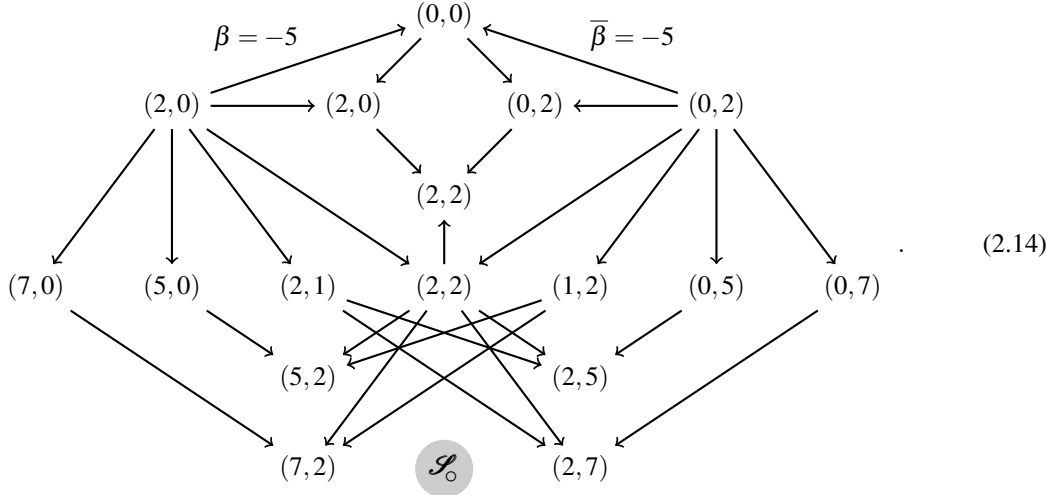 (0,0)
β = −5 β̅ = −5
(2,0) (2,0) (0,2) (0,2)
(2,2)
. (2.14)
(7,0) (5,0) (2,1) (2,2) (1,2) (0,5) (0,7)
(5,2) (2,5)
(7,2) 𝒮○ (2,7)